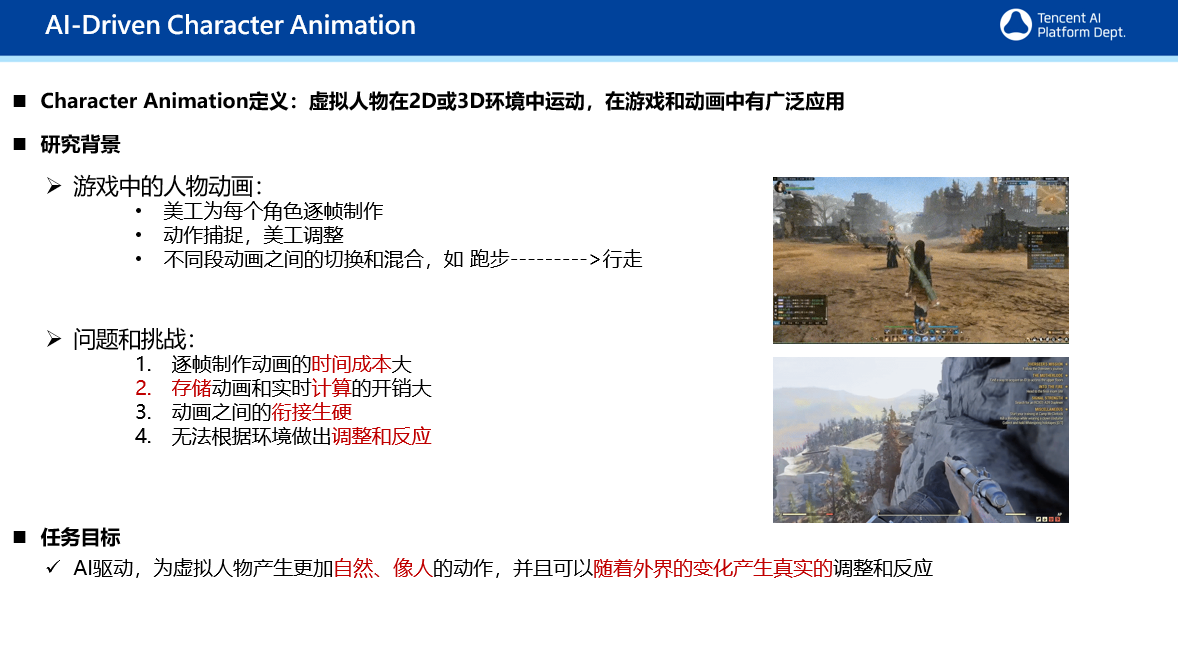 AI-Driven Character Animation
Tencent AI
Platform Dept.
■ Character Animation定义：虚拟人物在2D或3D环境中运动，在游戏和动画中有广泛应用
■ 研究背景
➢ 游戏中的人物动画：
• 美工为每个角色逐帧制作
• 动作捕捉，美工调整
• 不同段动画之间的切换和混合，如 跑步--------->行走
➢ 问题和挑战：
1. 逐帧制作动画的时间成本大
2. 存储动画和实时计算的开销大
3. 动画之间的衔接生硬
4. 无法根据环境做出调整和反应
■ 任务目标
✓ AI驱动，为虚拟人物产生更加自然、像人的动作，并且可以随着外界的变化产生真实的调整和反应